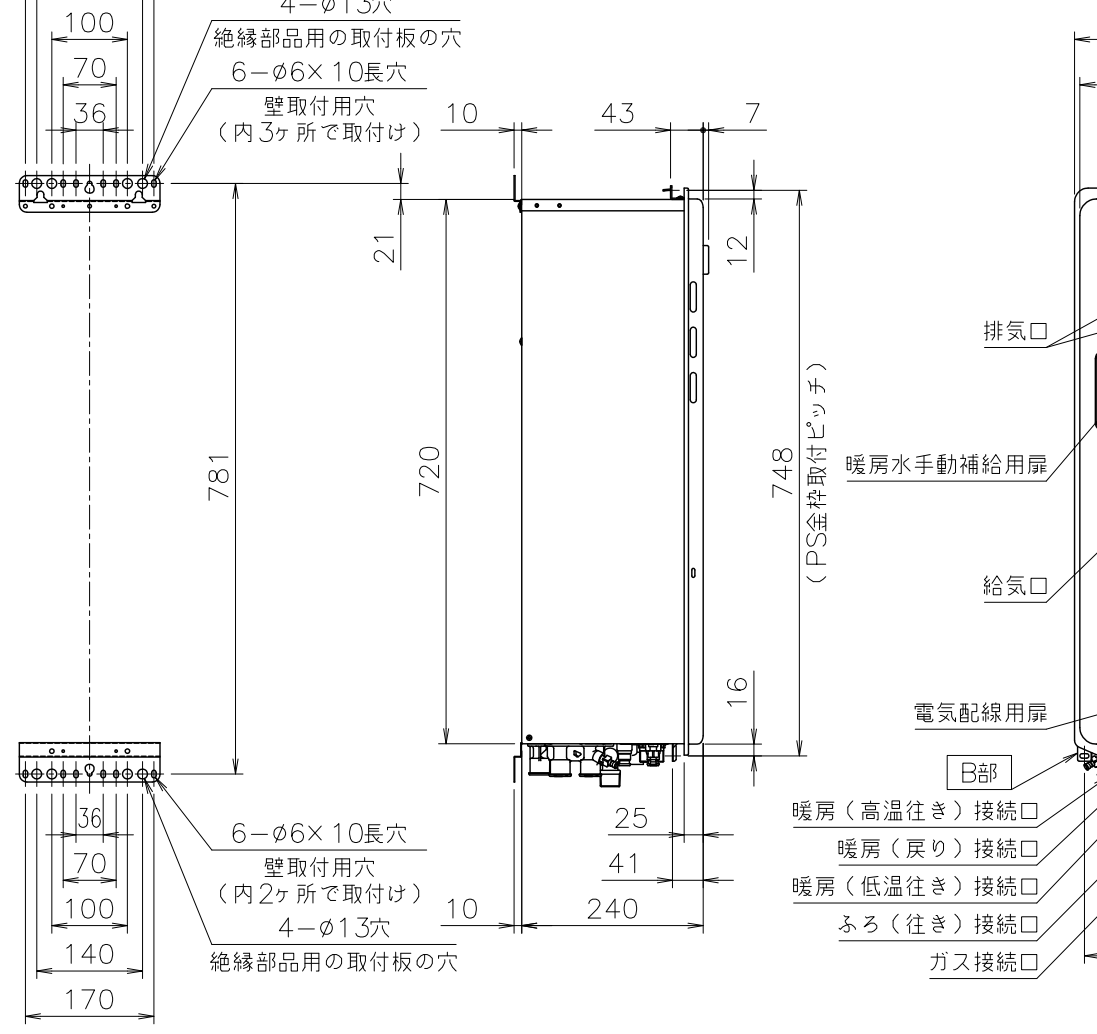 4−φ13穴
絶縁部品用の取付板の穴
100
6−φ6×10長穴
70
壁取付用穴
(内3ヶ所で取付け)
36
10
43
7
21
12
排気口
781
720
748
(PS金枠取付ピッチ)
暖房水手動補給用扉
給気口
16
電気配線用扉
B部
暖房(高温往き)接続口
暖房(戻り)接続口
暖房(低温往き)接続口
ふろ(往き)接続口
ガス接続口
36
6−φ6×10長穴
25
70
壁取付用穴
(内2ヶ所で取付け)
41
100
4−φ13穴
10
240
140
絶縁部品用の取付板の穴
170